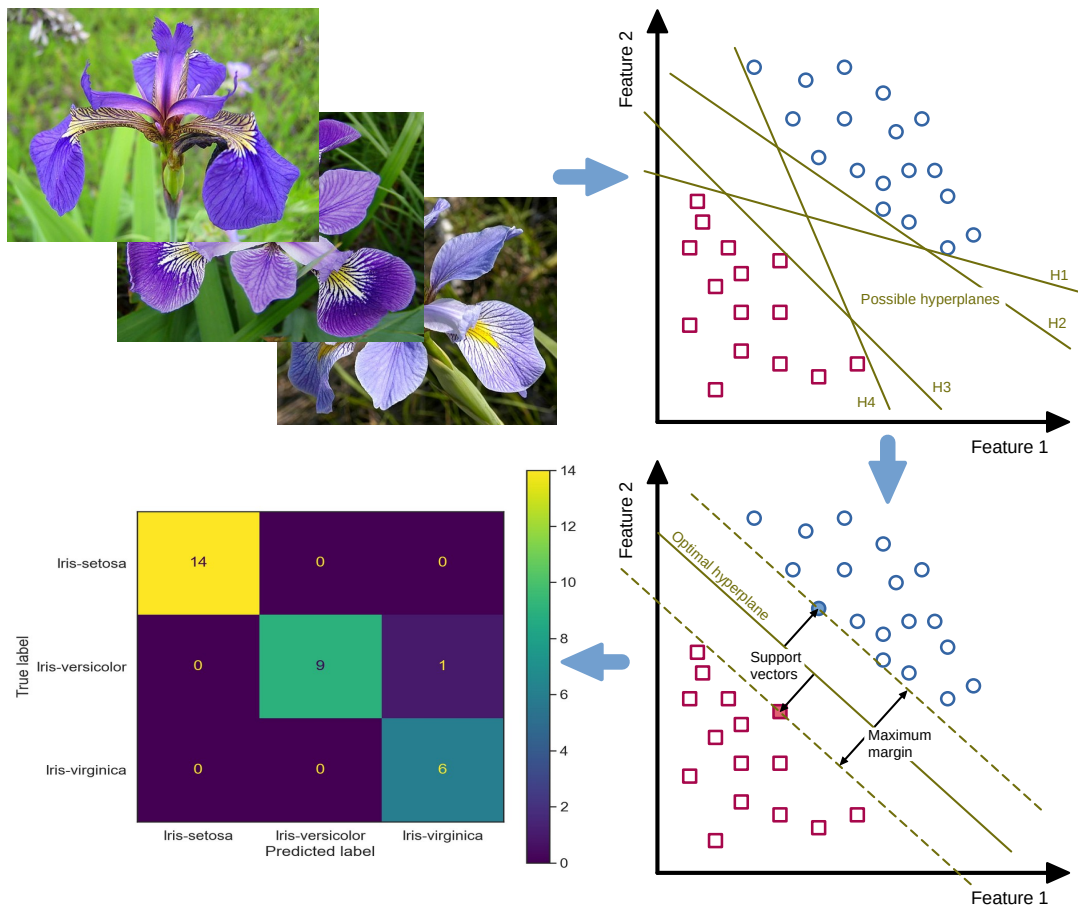 Feature 2
H1
Possible hyperplanes
H2
H3
H4
Feature 1
Feature 2
Optimal hyperplane
Support
vectors
Maximum
margin
Feature 1
14
12
10
8
6
4
2
0
True label
Iris-setosa
14 0 0
Iris-versicolor
0 9 1
Iris-virginica
0 0 6
Iris-setosa Iris-versicolor Iris-virginica
Predicted label